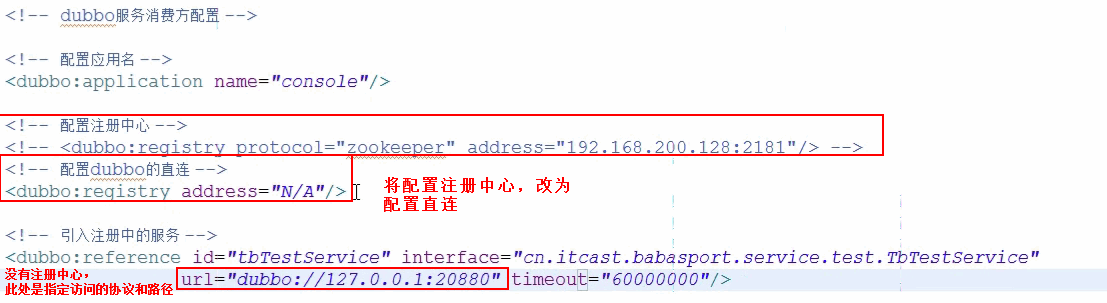 <!-- dubbo服务消费方配置 -->
<!-- 配置应用名 -->
<dubbo:application name="console"/>
<!-- 配置注册中心 -->
<!-- <dubbo:registry protocol="zookeeper" address="192.168.200.128:2181"/> -->
<!-- 配置dubbo的直连 -->
<dubbo:registry address="N/A"/>
将配置注册中心，改为
配置直连
<!-- 引入注册中的服务 -->
<dubbo:reference id="tbTestService" interface="cn.itcast.babasport.service.test.TbTestService"
没有注册中心，
此处是指定访问的协议和路径
url="dubbo://127.0.0.1:20880" timeout="60000000"/>